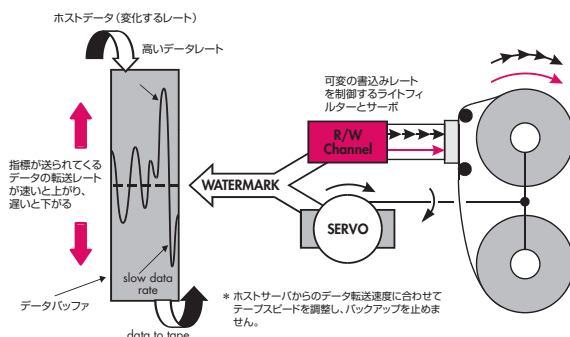 ホストデータ（変化するレート）
高いデータレート
可変の書込みレート
を制御するライトフィ
ルターとサーボ
R/W
Channel
指標が送られてくる
データの転送レート
が速いと上がり、
遅いと下がる
WATERMARK
SERVO
slow data
rate
データバッファ
data to tape
* ホストサーバからのデータ転送速度に合わせて
テープスピードを調整し、バックアップを止めま
せん。